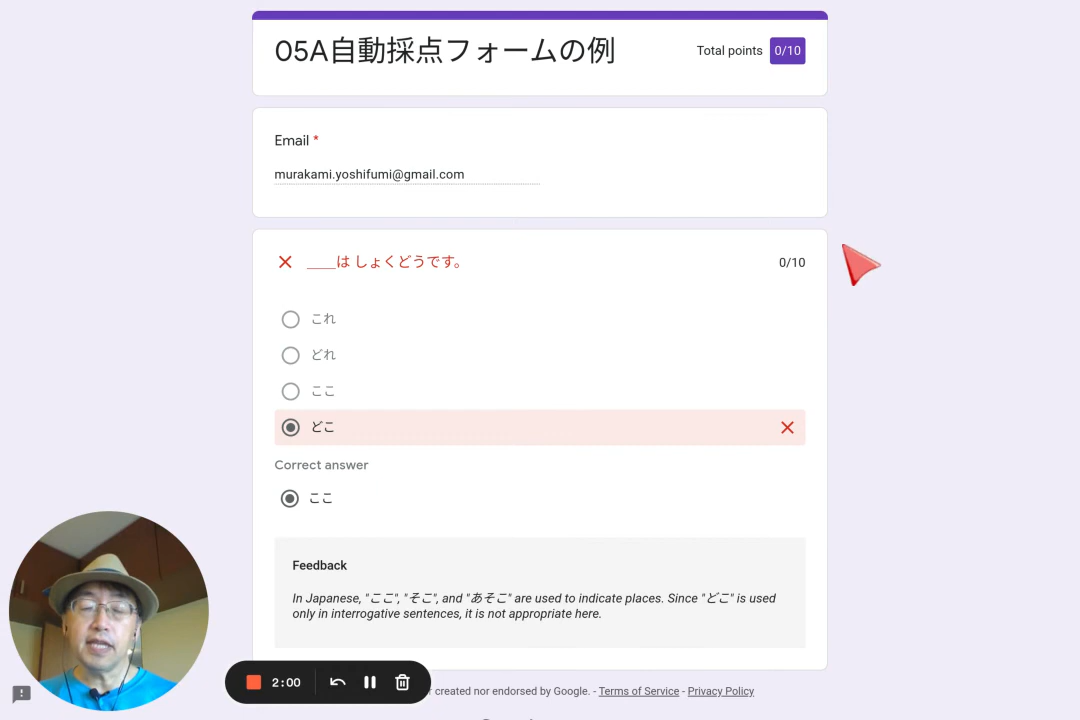 05A自動採点フォームの例
Total points 0/10
Email *
murakami.yoshifumi@gmail.com
____は しょくどうです。 0/10
これ
どれ
ここ
どこ
Correct answer
ここ
Feedback
In Japanese, "ここ", "そこ", and "あそこ" are used to indicate places. Since "どこ" is used
only in interrogative sentences, it is not appropriate here.
2:00
created nor endorsed by Google. - Terms of Service - Privacy Policy